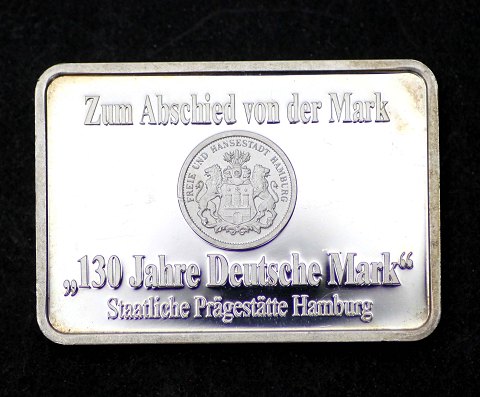 Zum Abschied von der Mark
FREIE UND HANSESTADT HAMBURG
„130 Jahre Deutsche Mark“
Staatliche Prägestätte Hamburg